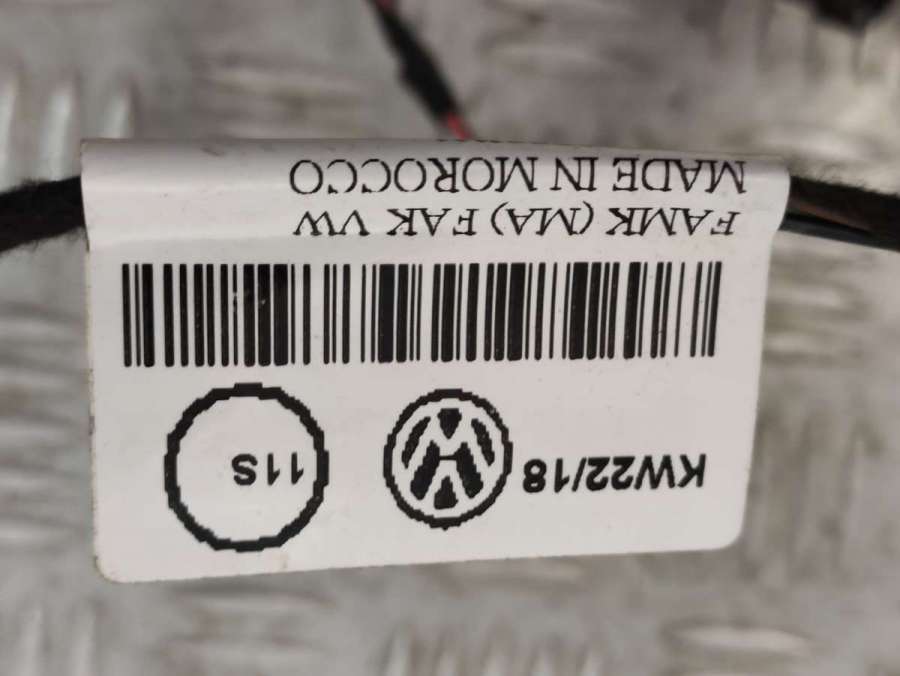 KW22/18
11S
FAMK (MA) FAK VW
MADE IN MOROCCO